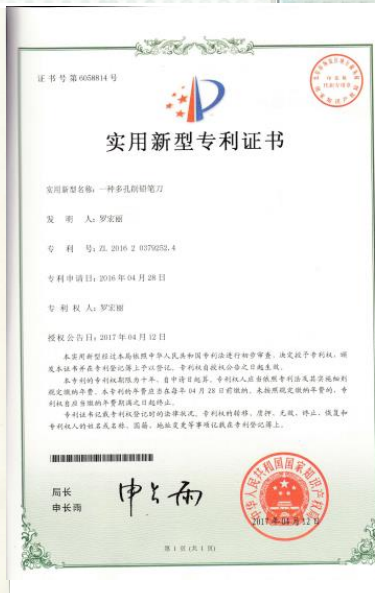 证书号第6058814号
实用新型专利证书
实用新型名称：一种多孔削铅笔刀
发 明 人：罗宏丽
专 利 号：ZL 2016 2 0379252.4
专利申请日：2016年04月28日
专 利 权 人：罗宏丽
授权公告日：2017年04月12日
本实用新型经过本局依照中华人民共和国专利法进行初步审查，决定授予专利权，颁
发本证书并在专利登记簿上予以登记。专利权自授权公告之日起生效。
本专利的专利权期限为十年，自申请日起算。专利权人应当依照专利法及其实施细则
规定缴纳年费。本专利的年费应当在每年04月28日前缴纳。未按照规定缴纳年费的，专
利权自应当缴纳年费期满之日起终止。
专利证书记载专利权登记时的法律状况。专利权的转移、质押、无效、终止、恢复和
专利权人的姓名或名称、国籍、地址变更等事项记载在专利登记簿上。
局长
申长雨
中华人民共和国国家知识产权局
2017年04月12日
第 1 页 (共 1 页)